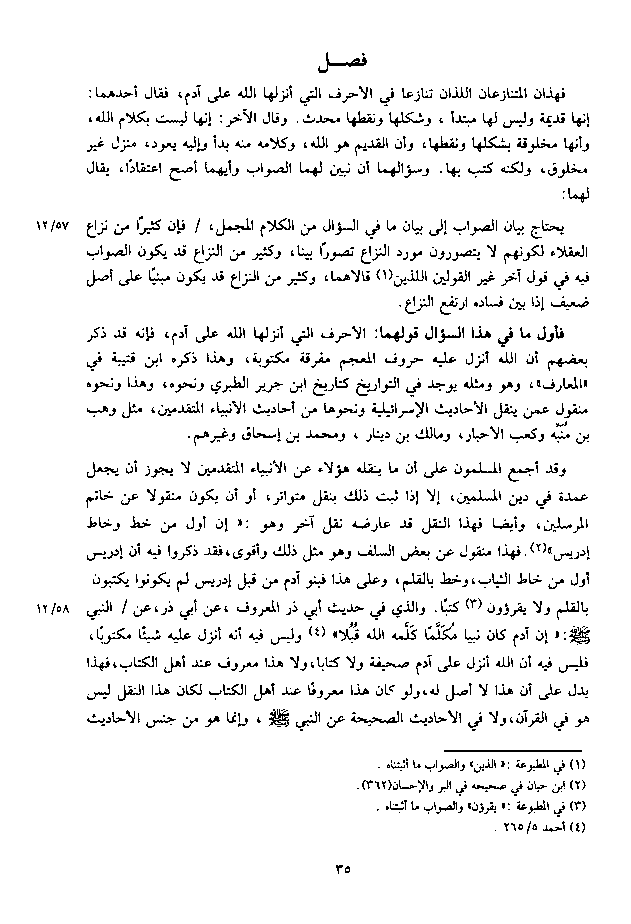 فصـــل
فهذان المتنازعان اللذان تنازعا في الأحرف التي أنزلها الله على آدم، فقال أحدهما:
إنها قديمة وليس لها مبتدأ، وشكلها ونقطها محدث. وقال الآخر: إنها ليست بكلام الله،
وأنها مخلوقة بشكلها ونقطها، وأن القديم هو الله، وكلامه منه بدأ وإليه يعود، منزل غير
مخلوق، ولكنه كتب بها. وسؤالهما أن نبين لهما الصواب وأيهما أصح اعتقادًا، يقال
لهما:
١٢/٥٧ يحتاج بيان الصواب إلى بيان ما في السؤال من الكلام المجمل، / فإن كثيرًا من نزاع
العقلاء لكونهم لا يتصورون مورد النزاع تصورًا بينا، وكثير من النزاع قد يكون الصواب
فيه في قول آخر غير القولين اللذين(١) قالاهما، وكثير من النزاع قد يكون مبنيًا على أصل
ضعيف إذا بين فساده ارتفع النزاع.
فأول ما في هذا السؤال قولهما: الأحرف التي أنزلها الله على آدم، فإنه قد ذكر
بعضهم أن الله أنزل عليه حروف المعجم مفرقة مكتوبة، وهذا ذكره ابن قتيبة في
«المعارف»، وهو ومثله يوجد في التواريخ كتاريخ ابن جرير الطبري ونحوه، وهذا ونحوه
منقول عمن ينقل الأحاديث الإسرائيلية ونحوها من أحاديث الأنبياء المتقدمين، مثل وهب
بن مُنَبِّه وكعب الأحبار، ومالك بن دينار، ومحمد بن إسحاق وغيرهم.
وقد أجمع المسلمون على أن ما ينقله هؤلاء عن الأنبياء المتقدمين لا يجوز أن يجعل
عمدة في دين المسلمين، إلا إذا ثبت ذلك بنقل متواتر، أو أن يكون منقولا عن خاتم
المرسلين، وأيضا فهذا النقل قد عارضه نقل آخر وهو: «إن أول من خط وخاط
إدريس»(٢). فهذا منقول عن بعض السلف وهو مثل ذلك وأقوى، فقد ذكروا فيه أن إدريس
أول من خاط الثياب، وخط بالقلم، وعلى هذا فبنو آدم من قبل إدريس لم يكونوا يكتبون
١٢/٥٨ بالقلم ولا يقرؤون (٣) كتبًا. والذي في حديث أبي ذر المعروف، عن أبي ذر، عن / النبي
ﷺ: «إن آدم كان نبيا مُكَلَّمًا كَلَّمه الله قُبُلا» (٤) وليس فيه أنه أنزل عليه شيئًا مكتوبًا،
فليس فيه أن الله أنزل على آدم صحيفة ولا كتابا، ولا هذا معروف عند أهل الكتاب، فهذا
يدل على أن هذا لا أصل له، ولو كان هذا معروفًا عند أهل الكتاب لكان هذا النقل ليس
هو في القرآن، ولا في الأحاديث الصحيحة عن النبي ﷺ، وإنما هو من جنس الأحاديث
(١) في المطبوعة: «الذين» والصواب ما أثبتناه.
(٢) ابن حبان في صحيحه في البر والإحسان(٣٦٢).
(٣) في المطبوعة: «يقرؤن» والصواب ما أثبتناه.
(٤) أحمد ٥/ ٢٦٥.
٣٥